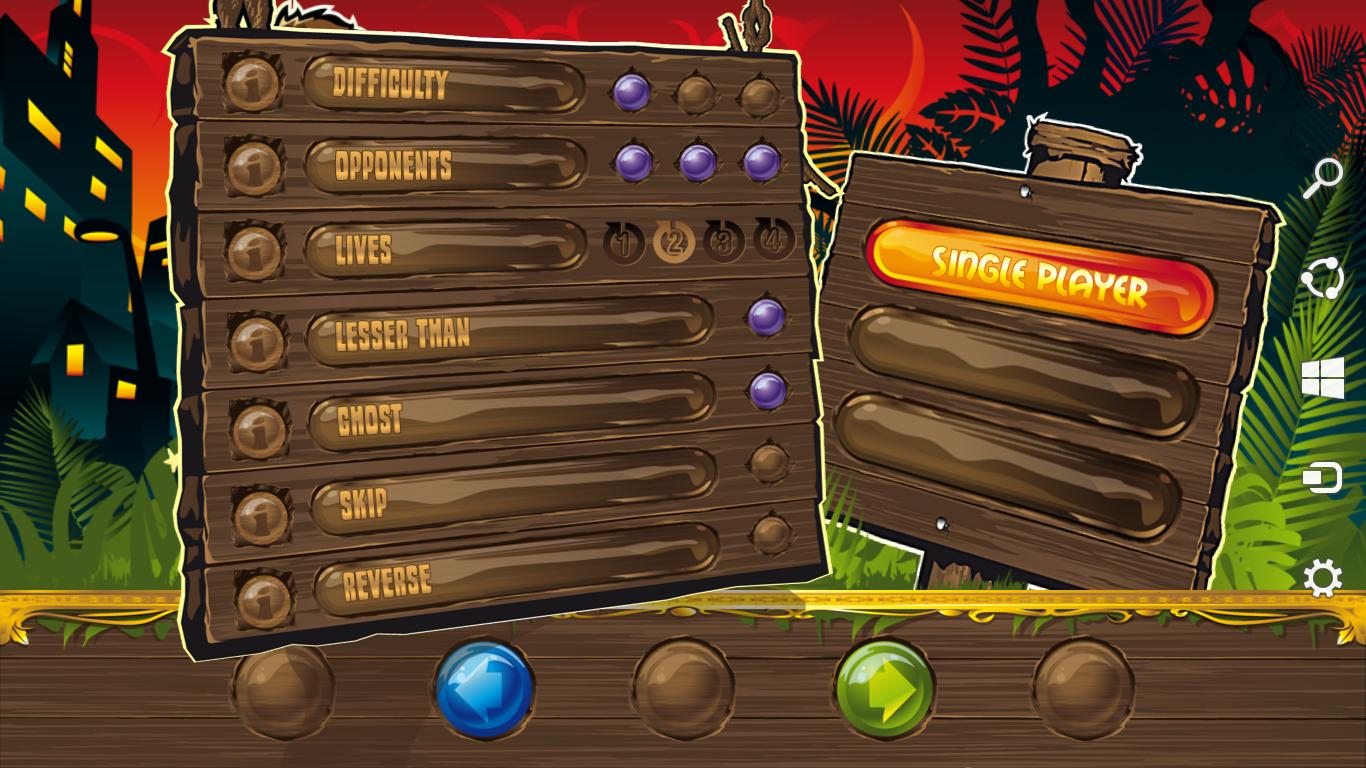 DIFFICULTY
OPPONENTS
LIVES 1 2 3 4
LESSER THAN
GHOST
SKIP
REVERSE
SINGLE PLAYER